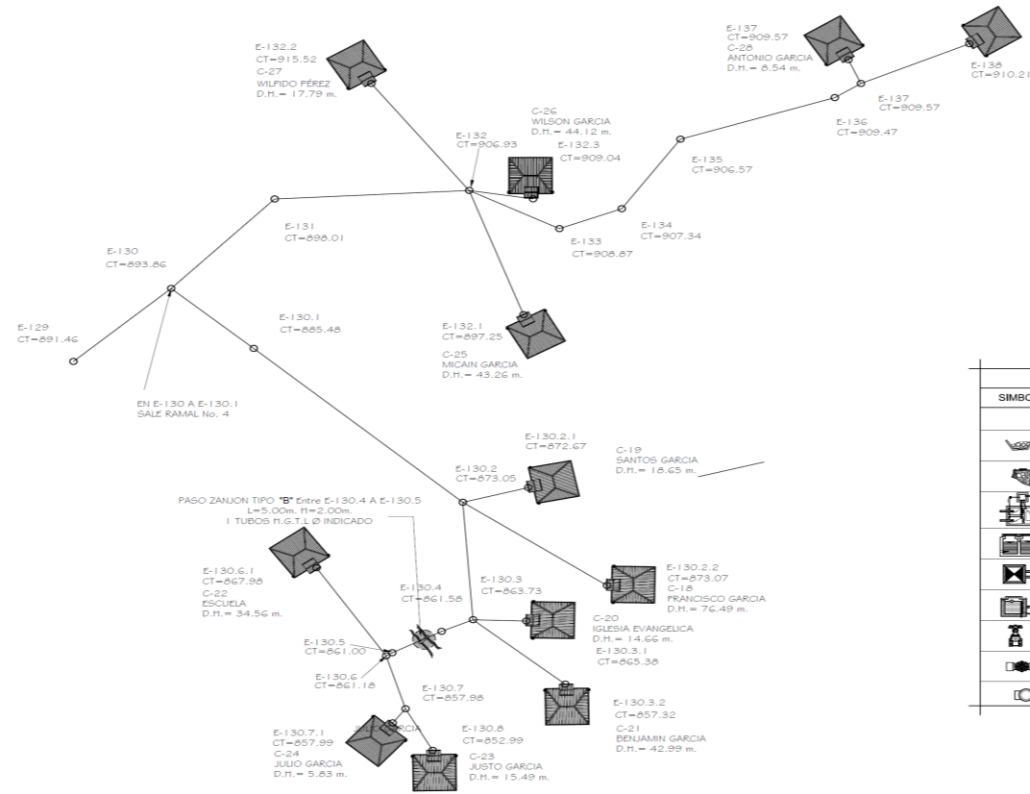 E-132.2
CT=915.52
C-27
WILFIDO PÉREZ
D.H.= 17.79 m.
E-137
CT=909.57
C-28
ANTONIO GARCIA
D.H.= 8.54 m.
E-138
CT=910.21
E-137
CT=909.57
E-136
CT=909.47
C-26
WILSON GARCIA
D.H.= 44.12 m.
E-132
CT=906.93
E-132.3
CT=909.04
E-135
CT=906.57
E-131
CT=898.01
E-134
CT=907.34
E-133
CT=908.87
E-130
CT=893.86
E-130.1
CT=885.48
E-129
CT=891.46
E-132.1
CT=897.25
C-25
MICAIN GARCIA
D.H.= 43.26 m.
EN E-130 A E-130.1
SALE RAMAL No. 4
SIMBO
E-130.2.1
CT=872.67
C-19
SANTOS GARCIA
D.H.= 18.65 m.
E-130.2
CT=873.05
PASO ZANJON TIPO "B" Entre E-130.4 A E-130.5
L=5.00m. H=2.00m.
1 TUBOS H.G.T.L Ø INDICADO
E-130.6.1
CT=867.98
C-22
ESCUELA
D.H.= 34.56 m.
E-130.4
CT=861.58
E-130.3
CT=863.73
E-130.2.2
CT=873.07
C-18
FRANCISCO GARCIA
D.H.= 76.49 m.
C-20
IGLESIA EVANGELICA
D.H.= 14.66 m.
E-130.3.1
CT=865.38
E-130.5
CT=861.00
E-130.6
CT=861.18
E-130.7
CT=857.98
E-130.3.2
CT=857.32
C-21
BENJAMIN GARCIA
D.H.= 42.99 m.
E-130.7.1
CT=857.99
C-24
JULIO GARCIA
D.H.= 5.83 m.
E-130.8
CT=852.99
C-23
JUSTO GARCIA
D.H.= 15.49 m.